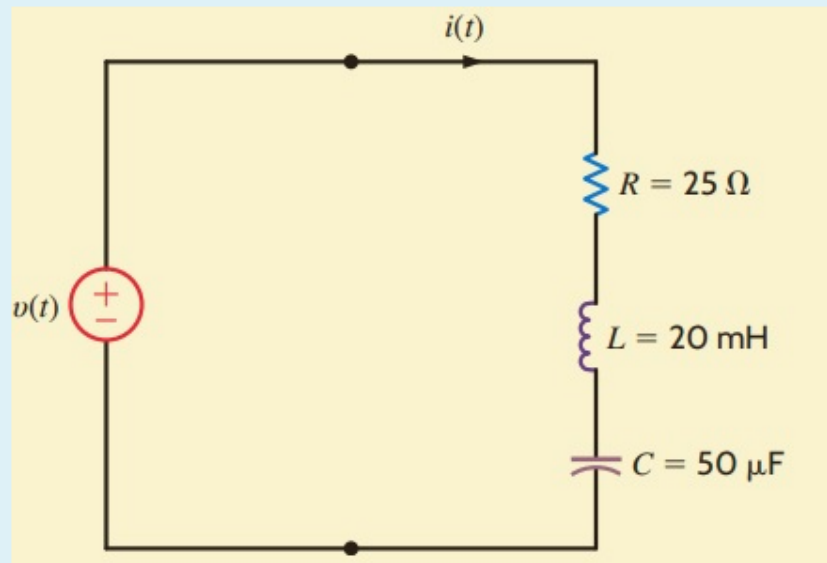 i(t)
R = 25 Ω
+
v(t)
−
L = 20 mH
C = 50 μF